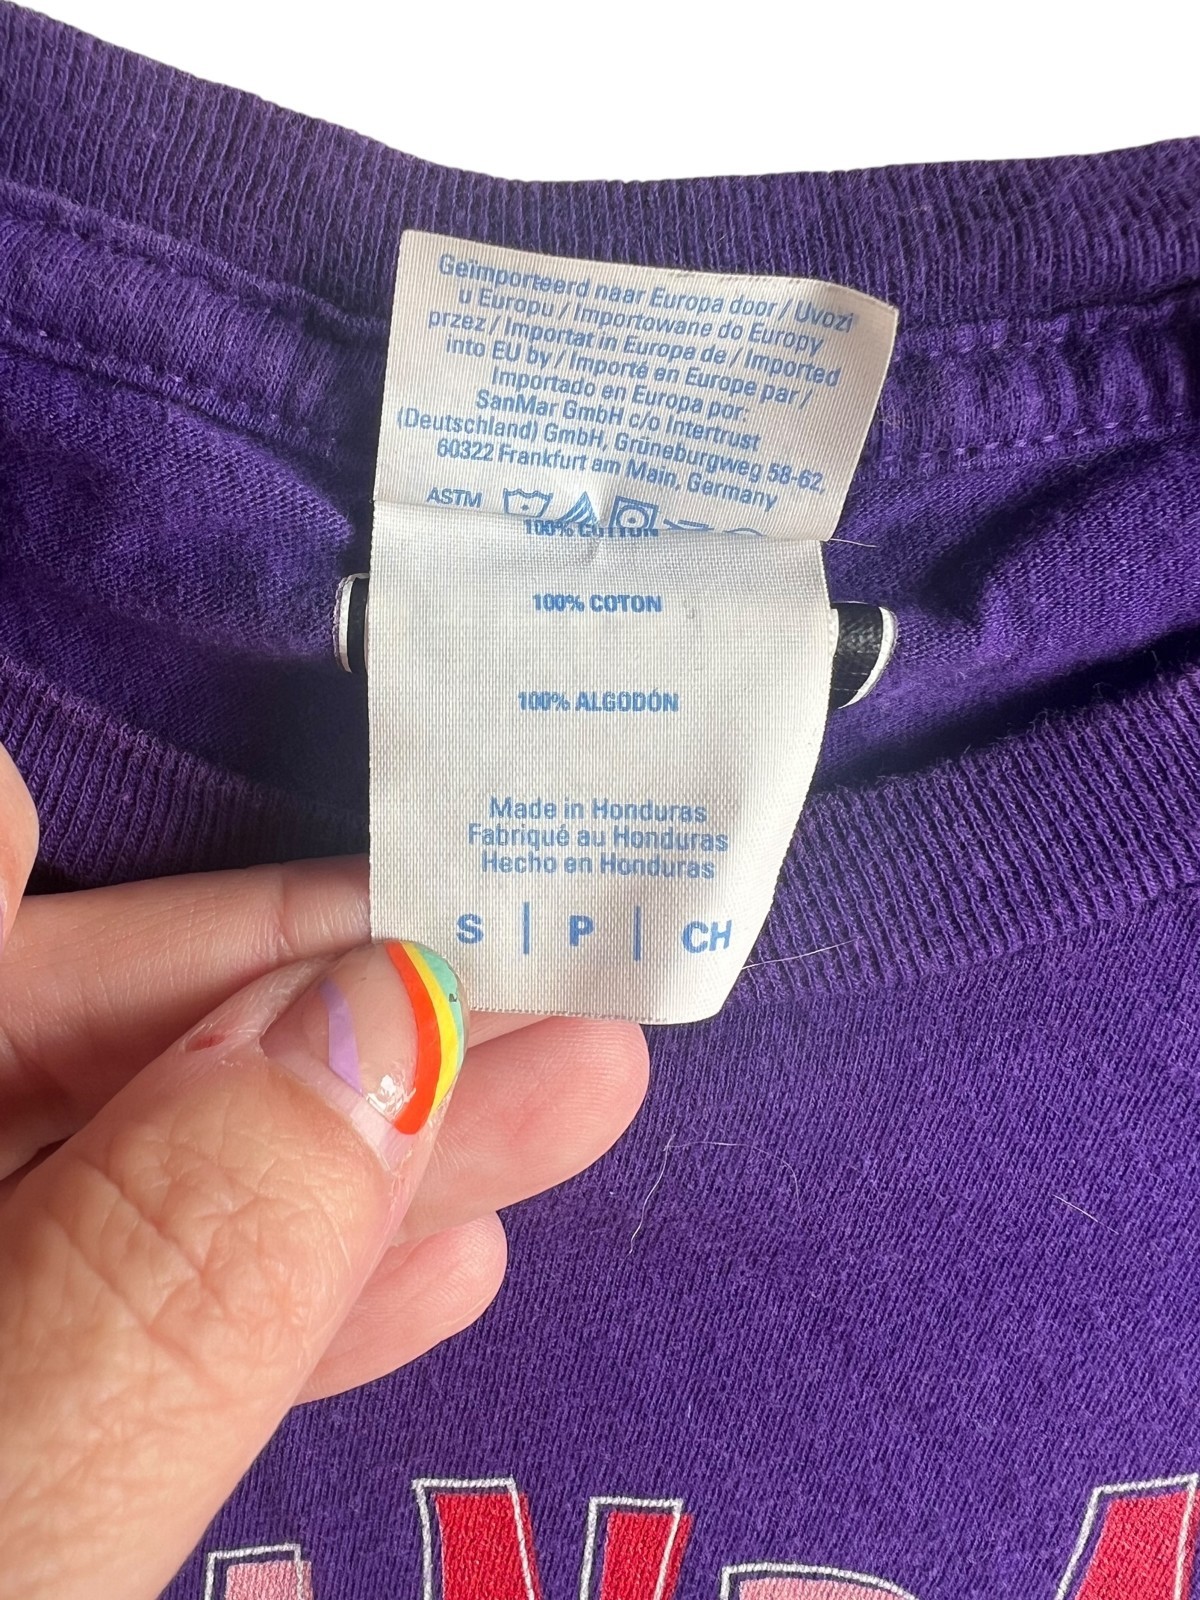 Geïmporteerd naar Europa door / Uvozi
u Europu / Importowane do Europy
przez / Importat in Europa de / Imported
into EU by / Importé en Europe par /
Importado en Europa por:
SanMar GmbH c/o Intertrust
(Deutschland) GmbH, Grüneburgweg 58-62,
60322 Frankfurt am Main, Germany
ASTM
100% COTTON
100% COTON
100% ALGODÓN
Made in Honduras
Fabriqué au Honduras
Hecho en Honduras
S | P | CH